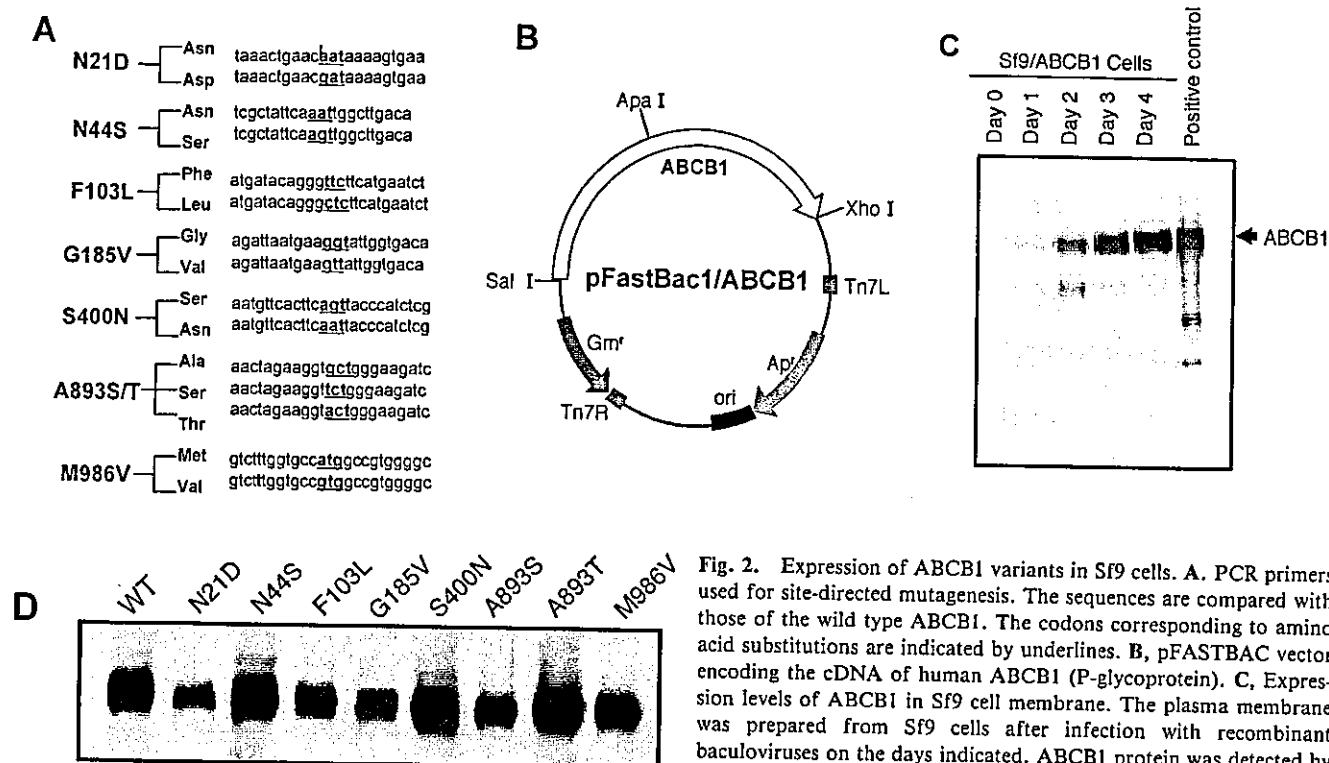 A
N21D
Asn taaactgaacbataaaagtgaa
Asp taaactgaacgataaaagtgaa
N44S
Asn tcgctattcaaattggcttgaca
Ser tcgctattcaagttggcttgaca
F103L
Phe atgatacagggttcttcatgaatct
Leu atgatacagggctcttcatgaatct
G185V
Gly agattaatgaaggtattggtgaca
Val agattaatgaagttattggtgaca
S400N
Ser aatgttcacttcagttacccatctcg
Asn aatgttcacttcaattacccatctcg
A893S/T
Ala aactagaaggtgctgggaagatc
Ser aactagaaggttctgggaagatc
Thr aactagaaggtactgggaagatc
M986V
Met gtctttggtgccatggccgtggggc
Val gtctttggtgccgtggccgtggggc
B
Apa I
ABCB1
Xho I
Sal I
pFastBac1/ABCB1
Tn7L
Gmr
Apr
ori
Tn7R
C
Sf9/ABCB1 Cells
Day 0
Day 1
Day 2
Day 3
Day 4
Positive control
ABCB1
D
WT
N21D
N44S
F103L
G185V
S400N
A893S
A893T
M986V
Fig. 2. Expression of ABCB1 variants in Sf9 cells. A. PCR primers
used for site-directed mutagenesis. The sequences are compared with
those of the wild type ABCB1. The codons corresponding to amino
acid substitutions are indicated by underlines. B, pFASTBAC vector
encoding the cDNA of human ABCB1 (P-glycoprotein). C, Expres-
sion levels of ABCB1 in Sf9 cell membrane. The plasma membrane
was prepared from Sf9 cells after infection with recombinant
baculoviruses on the days indicated. ABCB1 protein was detected by